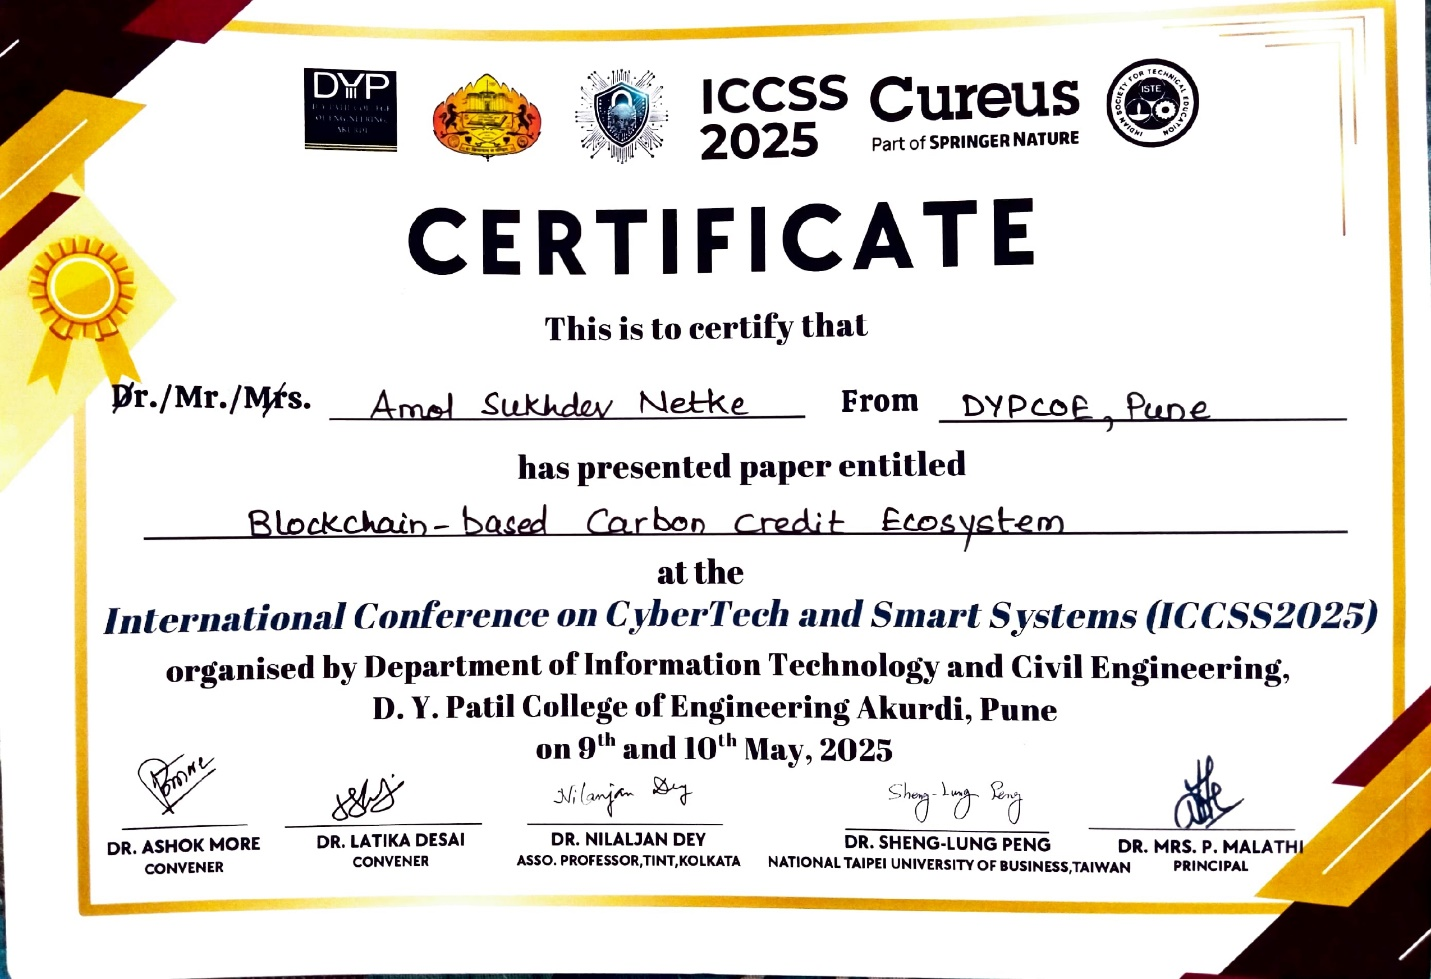 DYP
D Y PATIL COLLEGE
OF ENGINEERING
AKURDI
ICCSS
2025
Cureus
Part of SPRINGER NATURE
INDIAN SOCIETY FOR TECHNICAL EDUCATION
ISTE
CERTIFICATE
This is to certify that
Dr./Mr./Mrs. Amol Sukhdev Netke From DYPCOE, Pune
has presented paper entitled
Blockchain-based Carbon Credit Ecosystem
at the
International Conference on CyberTech and Smart Systems (ICCSS2025)
organised by Department of Information Technology and Civil Engineering,
D. Y. Patil College of Engineering Akurdi, Pune
on 9th and 10th May, 2025
Nilanjan Dey
Sheng-Lung Peng
DR. ASHOK MORE
CONVENER
DR. LATIKA DESAI
CONVENER
DR. NILALJAN DEY
ASSO. PROFESSOR,TINT,KOLKATA
DR. SHENG-LUNG PENG
NATIONAL TAIPEI UNIVERSITY OF BUSINESS,TAIWAN
DR. MRS. P. MALATHI
PRINCIPAL